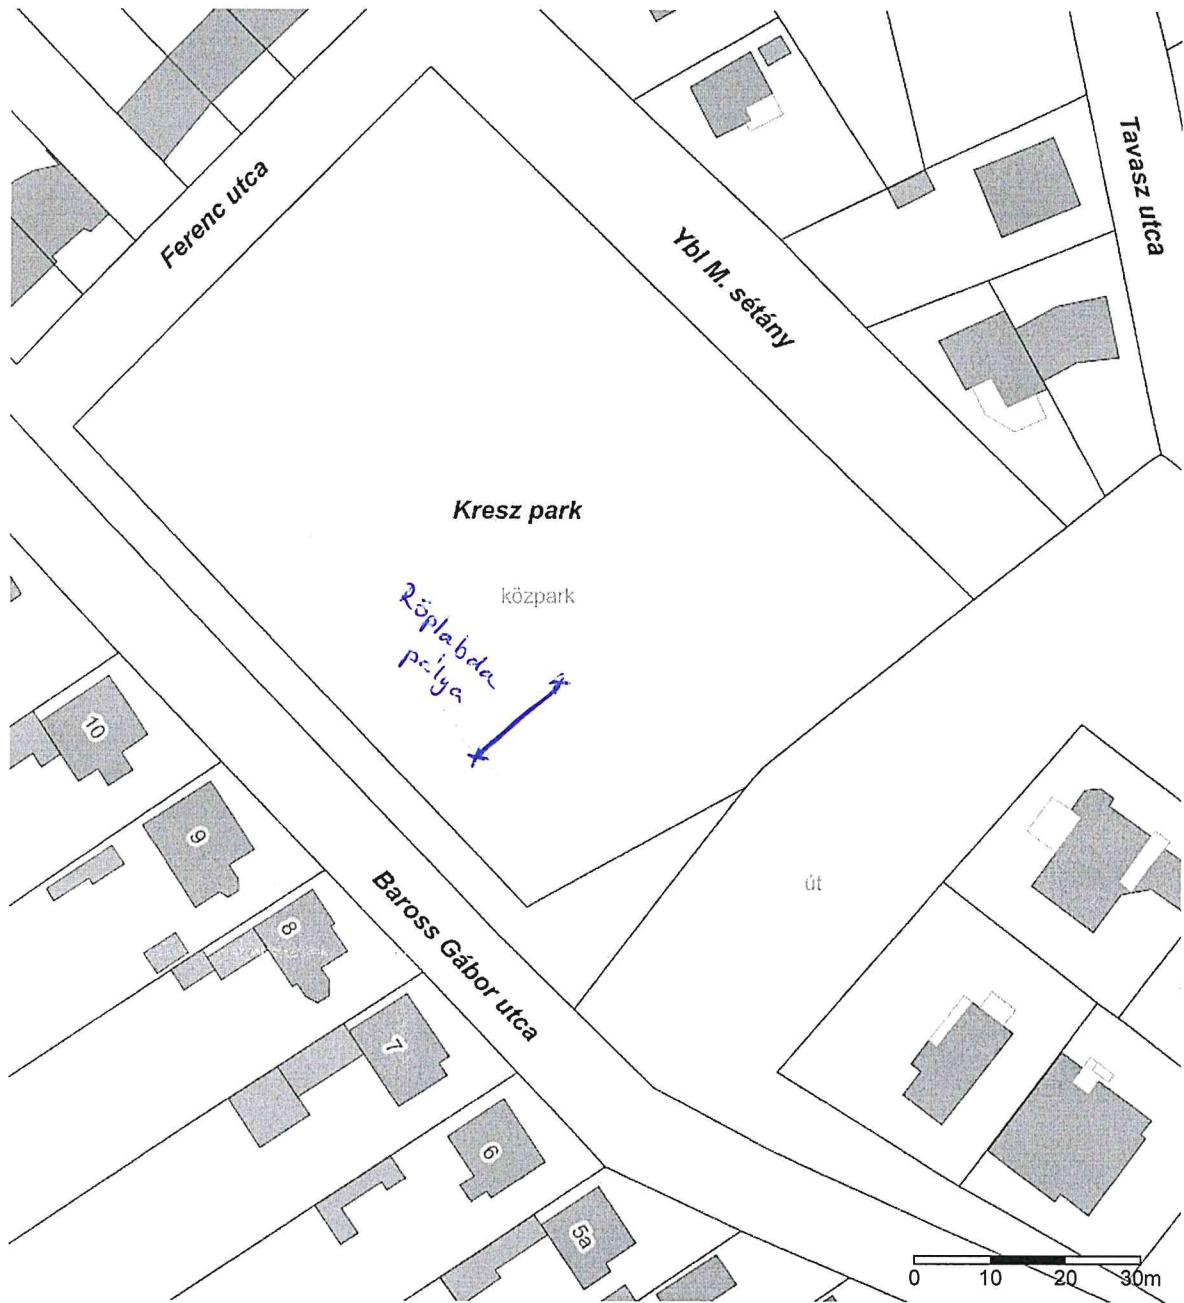 Ferenc utca
Ybl M. sétány
Tavasz utca
Kresz park
közpark
Röplabda
pálya
10
9
8
7
6
5a
Baross Gábor utca
út
0 10 20 30m